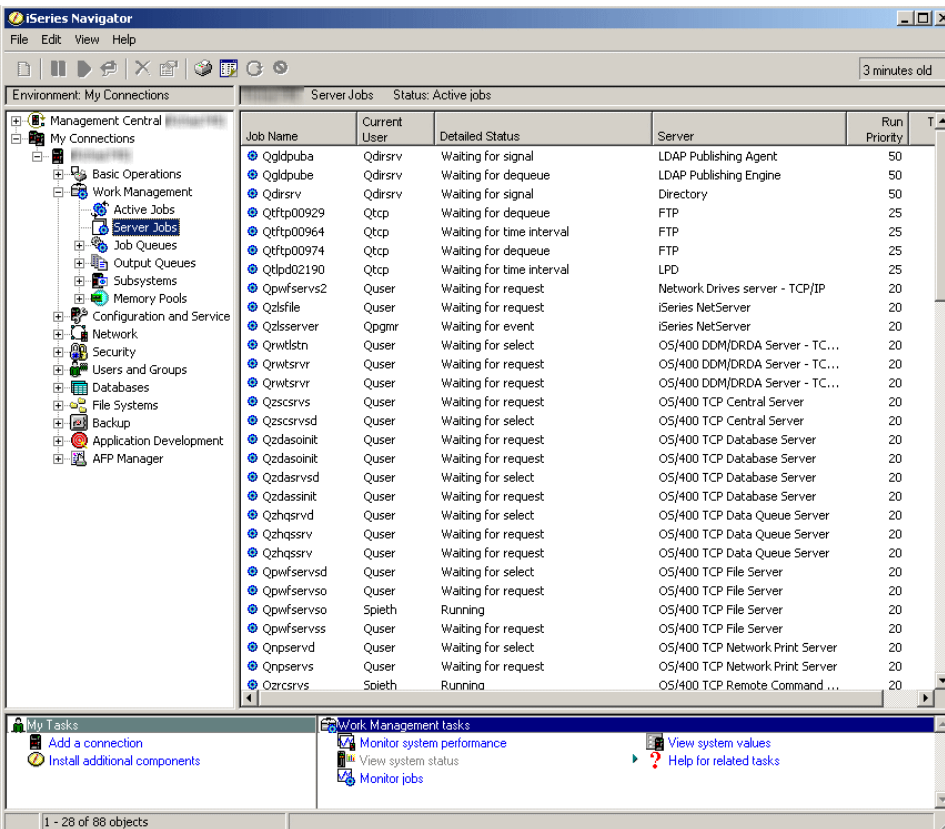 iSeries Navigator
File Edit View Help
3 minutes old
Environment: My Connections
Server Jobs Status: Active jobs
Management Central
My Connections
Basic Operations
Work Management
Active Jobs
Server Jobs
Job Queues
Output Queues
Subsystems
Memory Pools
Configuration and Service
Network
Security
Users and Groups
Databases
File Systems
Backup
Application Development
AFP Manager
Job Name Current User Detailed Status Server Run Priority T
Qgldpuba Qdirsrv Waiting for signal LDAP Publishing Agent 50
Qgldpube Qdirsrv Waiting for dequeue LDAP Publishing Engine 50
Qdirsrv Qdirsrv Waiting for signal Directory 50
Qtftp00929 Qtcp Waiting for dequeue FTP 25
Qtftp00964 Qtcp Waiting for time interval FTP 25
Qtftp00974 Qtcp Waiting for dequeue FTP 25
Qtlpd02190 Qtcp Waiting for time interval LPD 25
Qpwfservs2 Quser Waiting for request Network Drives server - TCP/IP 20
Qzlsfile Quser Waiting for request iSeries NetServer 20
Qzlsserver Qpgmr Waiting for event iSeries NetServer 20
Qrwtlstn Quser Waiting for select OS/400 DDM/DRDA Server - TC... 20
Qrwtsrvr Quser Waiting for request OS/400 DDM/DRDA Server - TC... 20
Qrwtsrvr Quser Waiting for request OS/400 DDM/DRDA Server - TC... 20
Qzscsrvs Quser Waiting for request OS/400 TCP Central Server 20
Qzscsrvsd Quser Waiting for select OS/400 TCP Central Server 20
Qzdasoinit Quser Waiting for request OS/400 TCP Database Server 20
Qzdasoinit Quser Waiting for request OS/400 TCP Database Server 20
Qzdasrvsd Quser Waiting for select OS/400 TCP Database Server 20
Qzdassinit Quser Waiting for request OS/400 TCP Database Server 20
Qzhqsrvd Quser Waiting for select OS/400 TCP Data Queue Server 20
Qzhqssrv Quser Waiting for request OS/400 TCP Data Queue Server 20
Qzhqssrv Quser Waiting for request OS/400 TCP Data Queue Server 20
Qpwfservsd Quser Waiting for select OS/400 TCP File Server 20
Qpwfservso Quser Waiting for request OS/400 TCP File Server 20
Qpwfservso Spieth Running OS/400 TCP File Server 20
Qpwfservss Quser Waiting for request OS/400 TCP File Server 20
Qnpservd Quser Waiting for select OS/400 TCP Network Print Server 20
Qnpservs Quser Waiting for request OS/400 TCP Network Print Server 20
Qzrcsrvs Spieth Running OS/400 TCP Remote Command ... 20
My Tasks
Add a connection
Install additional components
Work Management tasks
Monitor system performance
View system status
Monitor jobs
View system values
Help for related tasks
1 - 28 of 88 objects